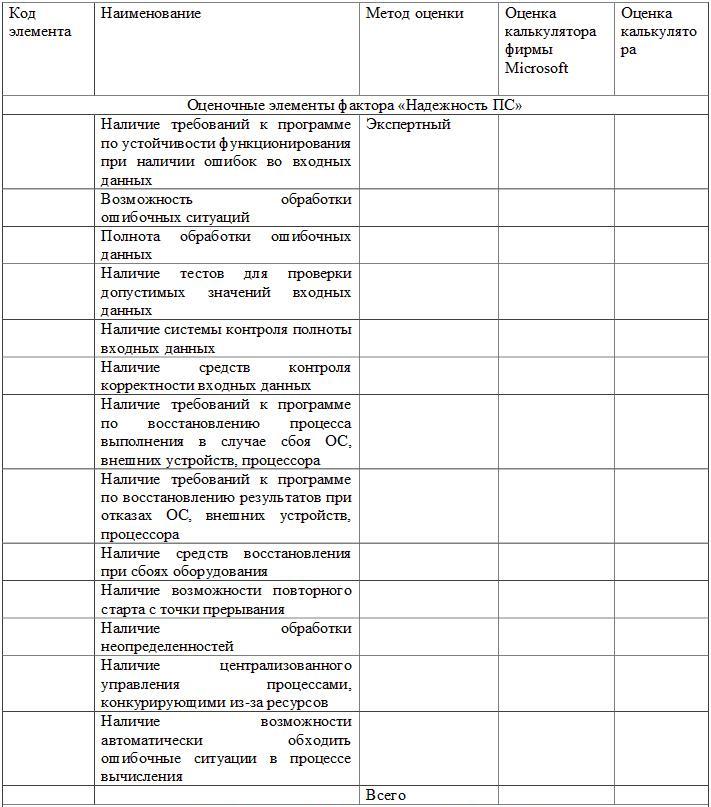 Код элемента Наименование Метод оценки Оценка калькулятора фирмы Microsoft Оценка калькулято ра
Оценочные элементы фактора «Надежность ПС»
Наличие требований к программе Экспертный
по устойчивости функционирования
при наличии ошибок во входных
данных
Возможность обработки
ошибочных ситуаций
Полнота обработки ошибочных
данных
Наличие тестов для проверки
допустимых значений входных
данных
Наличие системы контроля полноты
входных данных
Наличие средств контроля
корректности входных данных
Наличие требований к программе
по восстановлению процесса
выполнения в случае сбоя ОС,
внешних устройств, процессора
Наличие требований к программе
по восстановлению результатов при
отказах ОС, внешних устройств,
процессора
Наличие средств восстановления
при сбоях оборудования
Наличие возможности повторного
старта с точки прерывания
Наличие обработки
неопределенностей
Наличие централизованного
управления процессами,
конкурирующими из-за ресурсов
Наличие возможности
автоматически обходить
ошибочные ситуации в процессе
вычисления
Всего